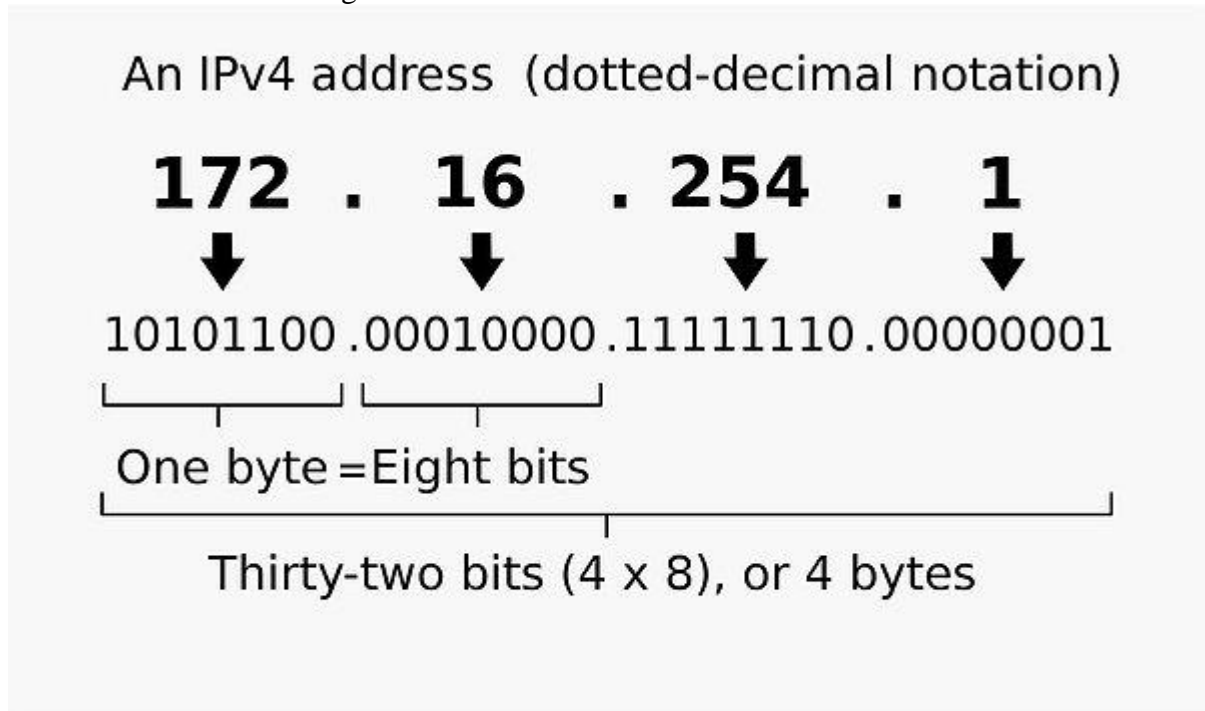 An IPv4 address (dotted-decimal notation)
172 . 16 . 254 . 1
10101100.00010000.11111110.00000001
One byte=Eight bits
Thirty-two bits (4 x 8), or 4 bytes